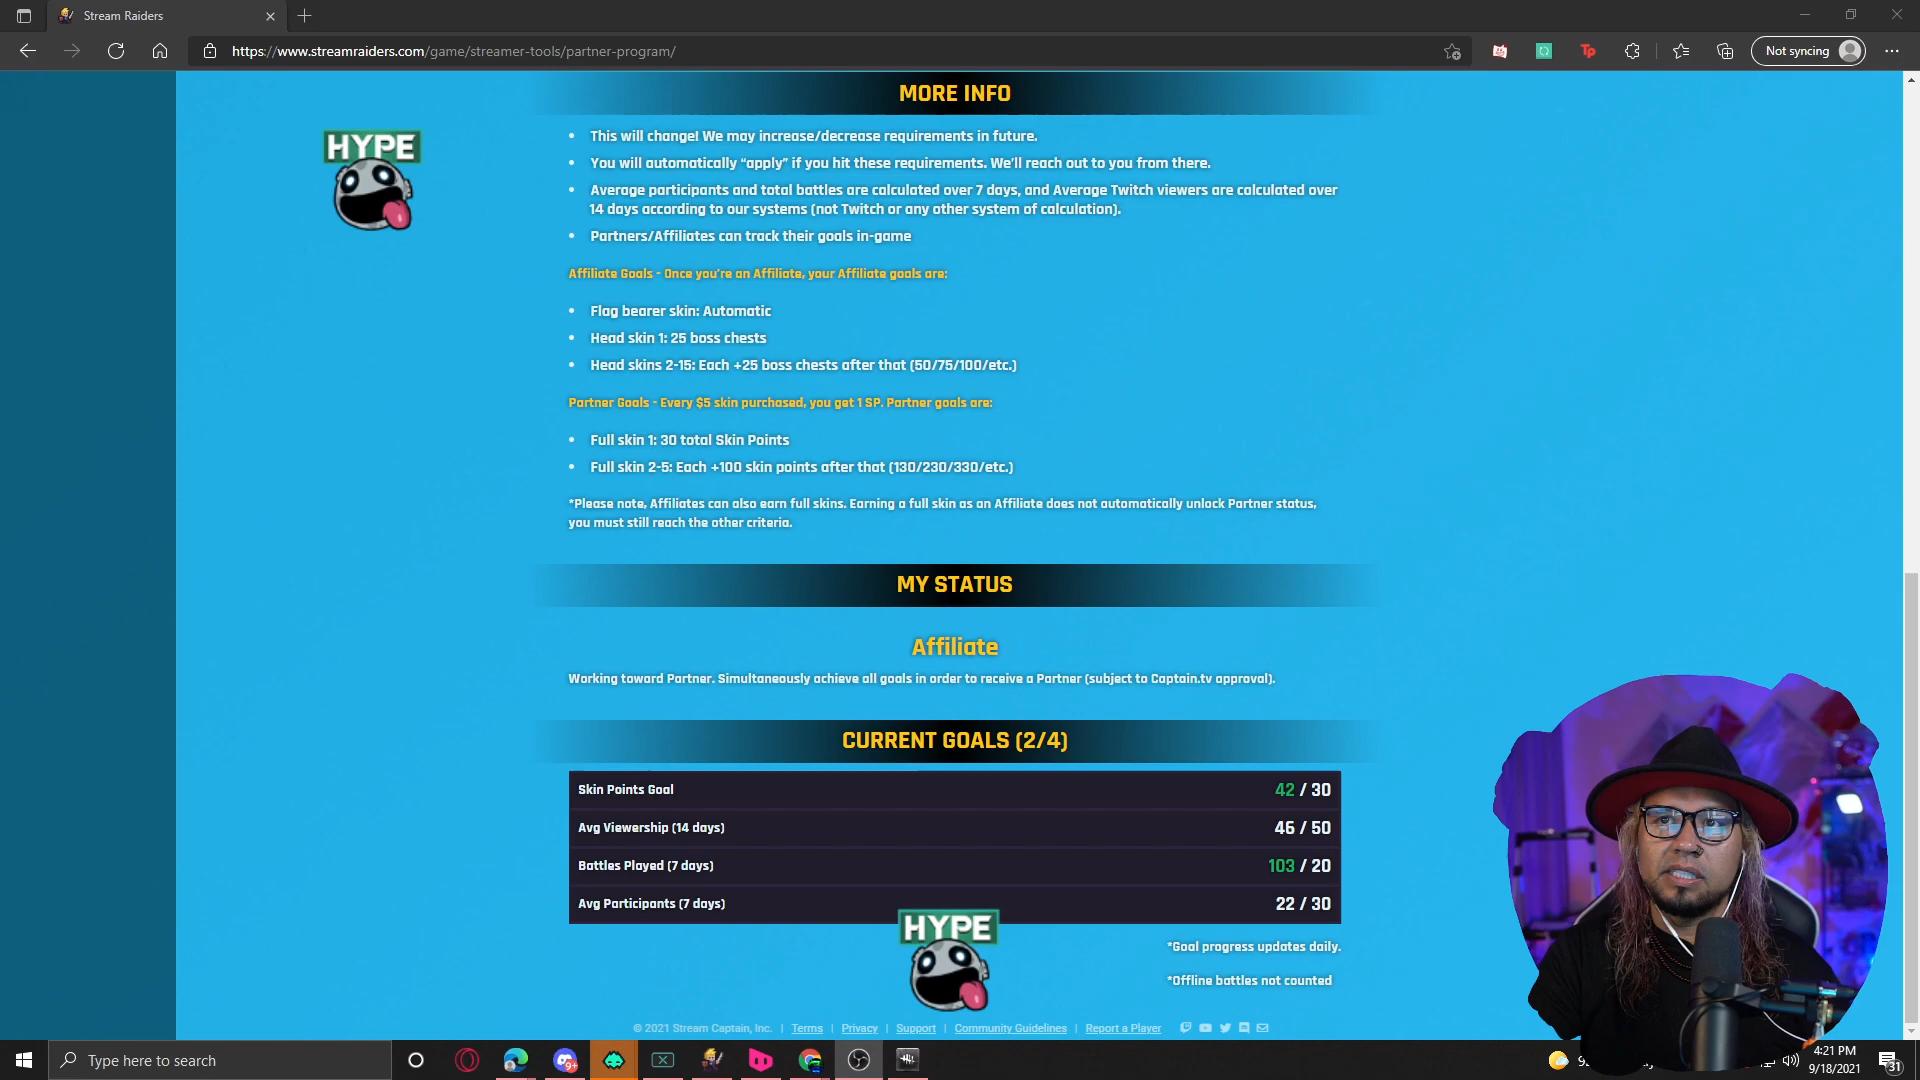 Stream Raiders
https://www.streamraiders.com/game/streamer-tools/partner-program/
Tp
Not syncing
MORE INFO
HYPE
• This will change! We may increase/decrease requirements in future.
• You will automatically “apply” if you hit these requirements. We’ll reach out to you from there.
• Average participants and total battles are calculated over 7 days, and Average Twitch viewers are calculated over
14 days according to our systems (not Twitch or any other system of calculation).
• Partners/Affiliates can track their goals in-game
Affiliate Goals - Once you’re an Affiliate, your Affiliate goals are:
• Flag bearer skin: Automatic
• Head skin 1: 25 boss chests
• Head skins 2-15: Each +25 boss chests after that (50/75/100/etc.)
Partner Goals - Every $5 skin purchased, you get 1 SP. Partner goals are:
• Full skin 1: 30 total Skin Points
• Full skin 2-5: Each +100 skin points after that (130/230/330/etc.)
*Please note, Affiliates can also earn full skins. Earning a full skin as an Affiliate does not automatically unlock Partner status,
you must still reach the other criteria.
MY STATUS
Affiliate
Working toward Partner. Simultaneously achieve all goals in order to receive a Partner (subject to Captain.tv approval).
CURRENT GOALS (2/4)
Skin Points Goal 42 / 30
Avg Viewership (14 days) 46 / 50
Battles Played (7 days) 103 / 20
Avg Participants (7 days) 22 / 30
HYPE
*Goal progress updates daily.
*Offline battles not counted
© 2021 Stream Captain, Inc. | Terms | Privacy | Support | Community Guidelines | Report a Player
Type here to search
9+
4:21 PM
9/18/2021
31